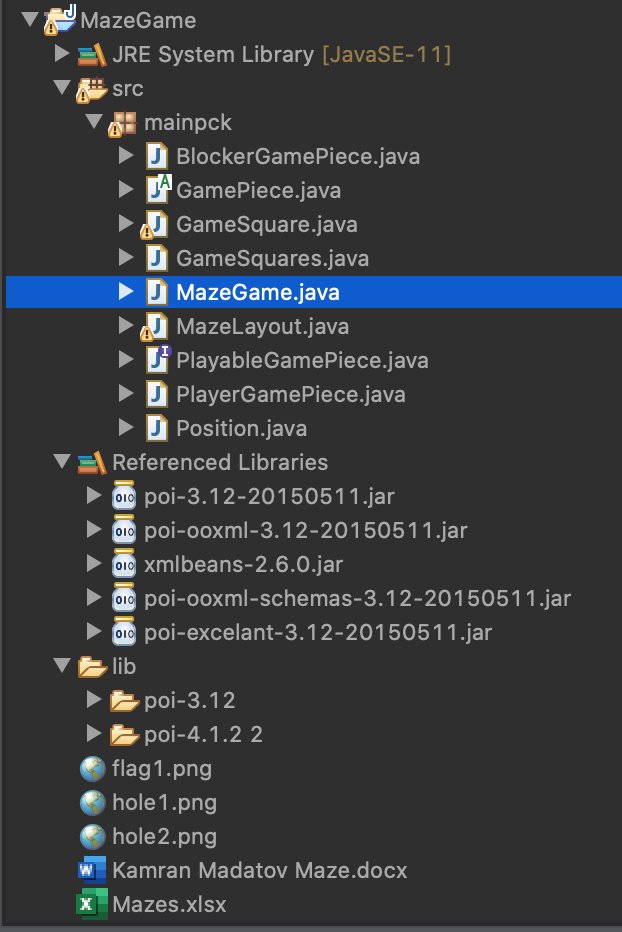 MazeGame
JRE System Library [JavaSE-11]
src
mainpck
BlockerGamePiece.java
GamePiece.java
GameSquare.java
GameSquares.java
MazeGame.java
MazeLayout.java
PlayableGamePiece.java
PlayerGamePiece.java
Position.java
Referenced Libraries
poi-3.12-20150511.jar
poi-ooxml-3.12-20150511.jar
xmlbeans-2.6.0.jar
poi-ooxml-schemas-3.12-20150511.jar
poi-excelant-3.12-20150511.jar
lib
poi-3.12
poi-4.1.2 2
flag1.png
hole1.png
hole2.png
Kamran Madatov Maze.docx
Mazes.xlsx